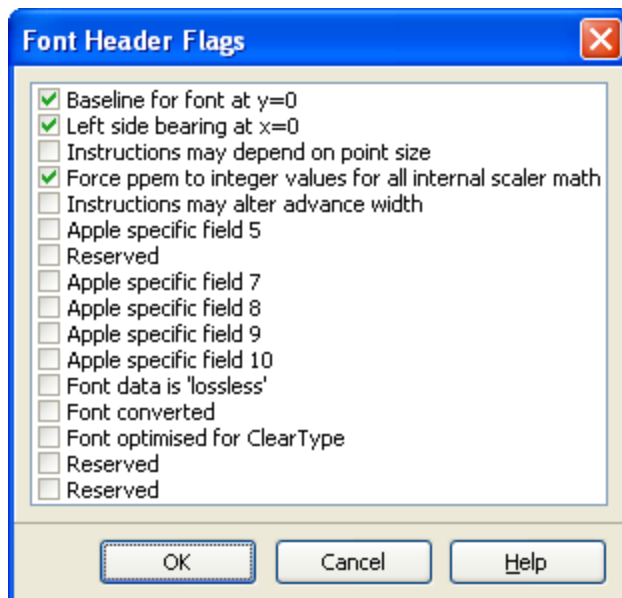 Font Header Flags
Baseline for font at y=0
Left side bearing at x=0
Instructions may depend on point size
Force ppem to integer values for all internal scaler math
Instructions may alter advance width
Apple specific field 5
Reserved
Apple specific field 7
Apple specific field 8
Apple specific field 9
Apple specific field 10
Font data is 'lossless'
Font converted
Font optimised for ClearType
Reserved
Reserved
OK Cancel Help